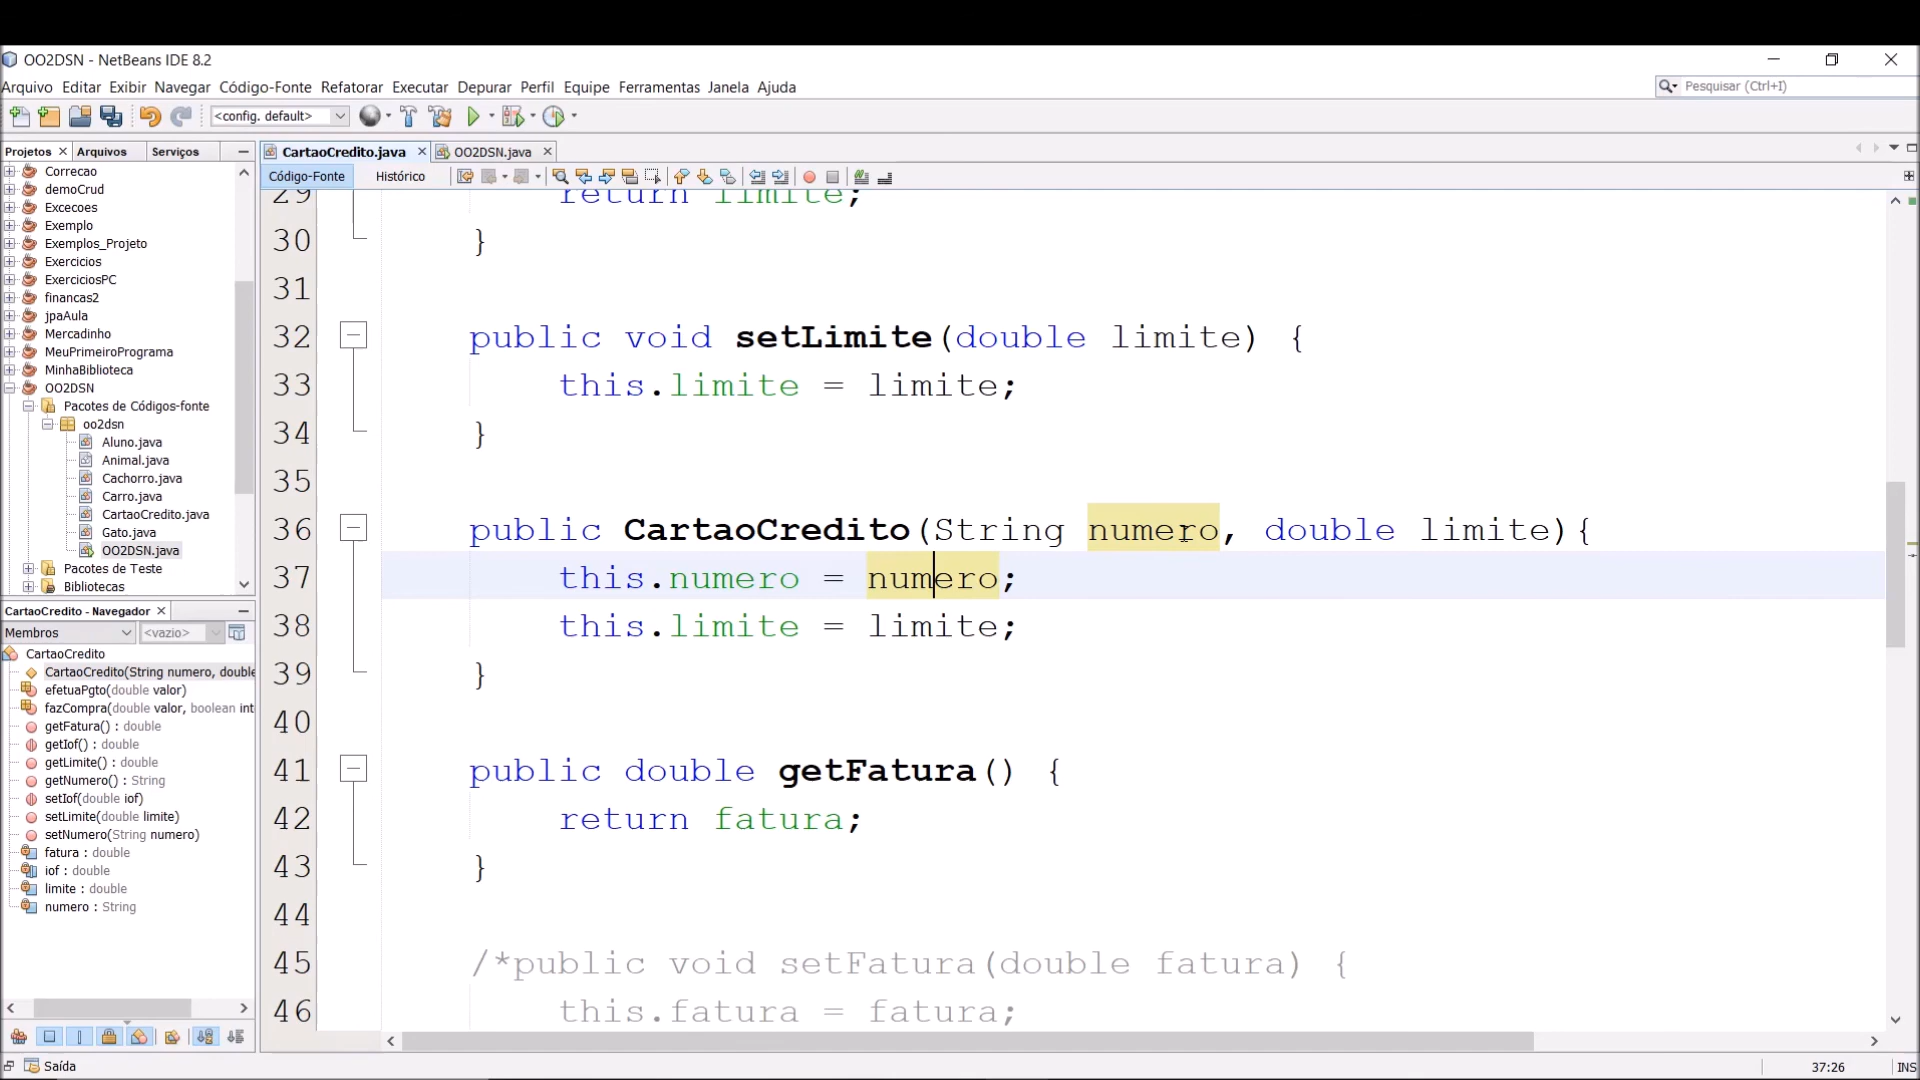 OO2DSN - NetBeans IDE 8.2
Arquivo Editar Exibir Navegar Código-Fonte Refatorar Executar Depurar Perfil Equipe Ferramentas Janela Ajuda
Pesquisar (Ctrl+I)
<config. default>
Projetos Arquivos Serviços
CartaoCredito.java OO2DSN.java
Código-Fonte Histórico
Correcao
demoCrud
Excecoes
Exemplo
Exemplos_Projeto
Exercicios
ExerciciosPC
financas2
jpaAula
Mercadinho
MeuPrimeiroPrograma
MinhaBiblioteca
OO2DSN
Pacotes de Códigos-fonte
oo2dsn
Aluno.java
Animal.java
Cachorro.java
Carro.java
CartaoCredito.java
Gato.java
OO2DSN.java
Pacotes de Teste
Bibliotecas
CartaoCredito - Navegador
Membros <vazio>
CartaoCredito
CartaoCredito(String numero, double
efetuaPgto(double valor)
fazCompra(double valor, boolean int
getFatura() : double
getIof() : double
getLimite() : double
getNumero() : String
setIof(double iof)
setLimite(double limite)
setNumero(String numero)
fatura : double
iof : double
limite : double
numero : String
29 return limite;
30 }
31
32 public void setLimite(double limite) {
33 this.limite = limite;
34 }
35
36 public CartaoCredito(String numero, double limite){
37 this.numero = numero;
38 this.limite = limite;
39 }
40
41 public double getFatura() {
42 return fatura;
43 }
44
45 /*public void setFatura(double fatura) {
46 this.fatura = fatura;
Saída
37:26 INS